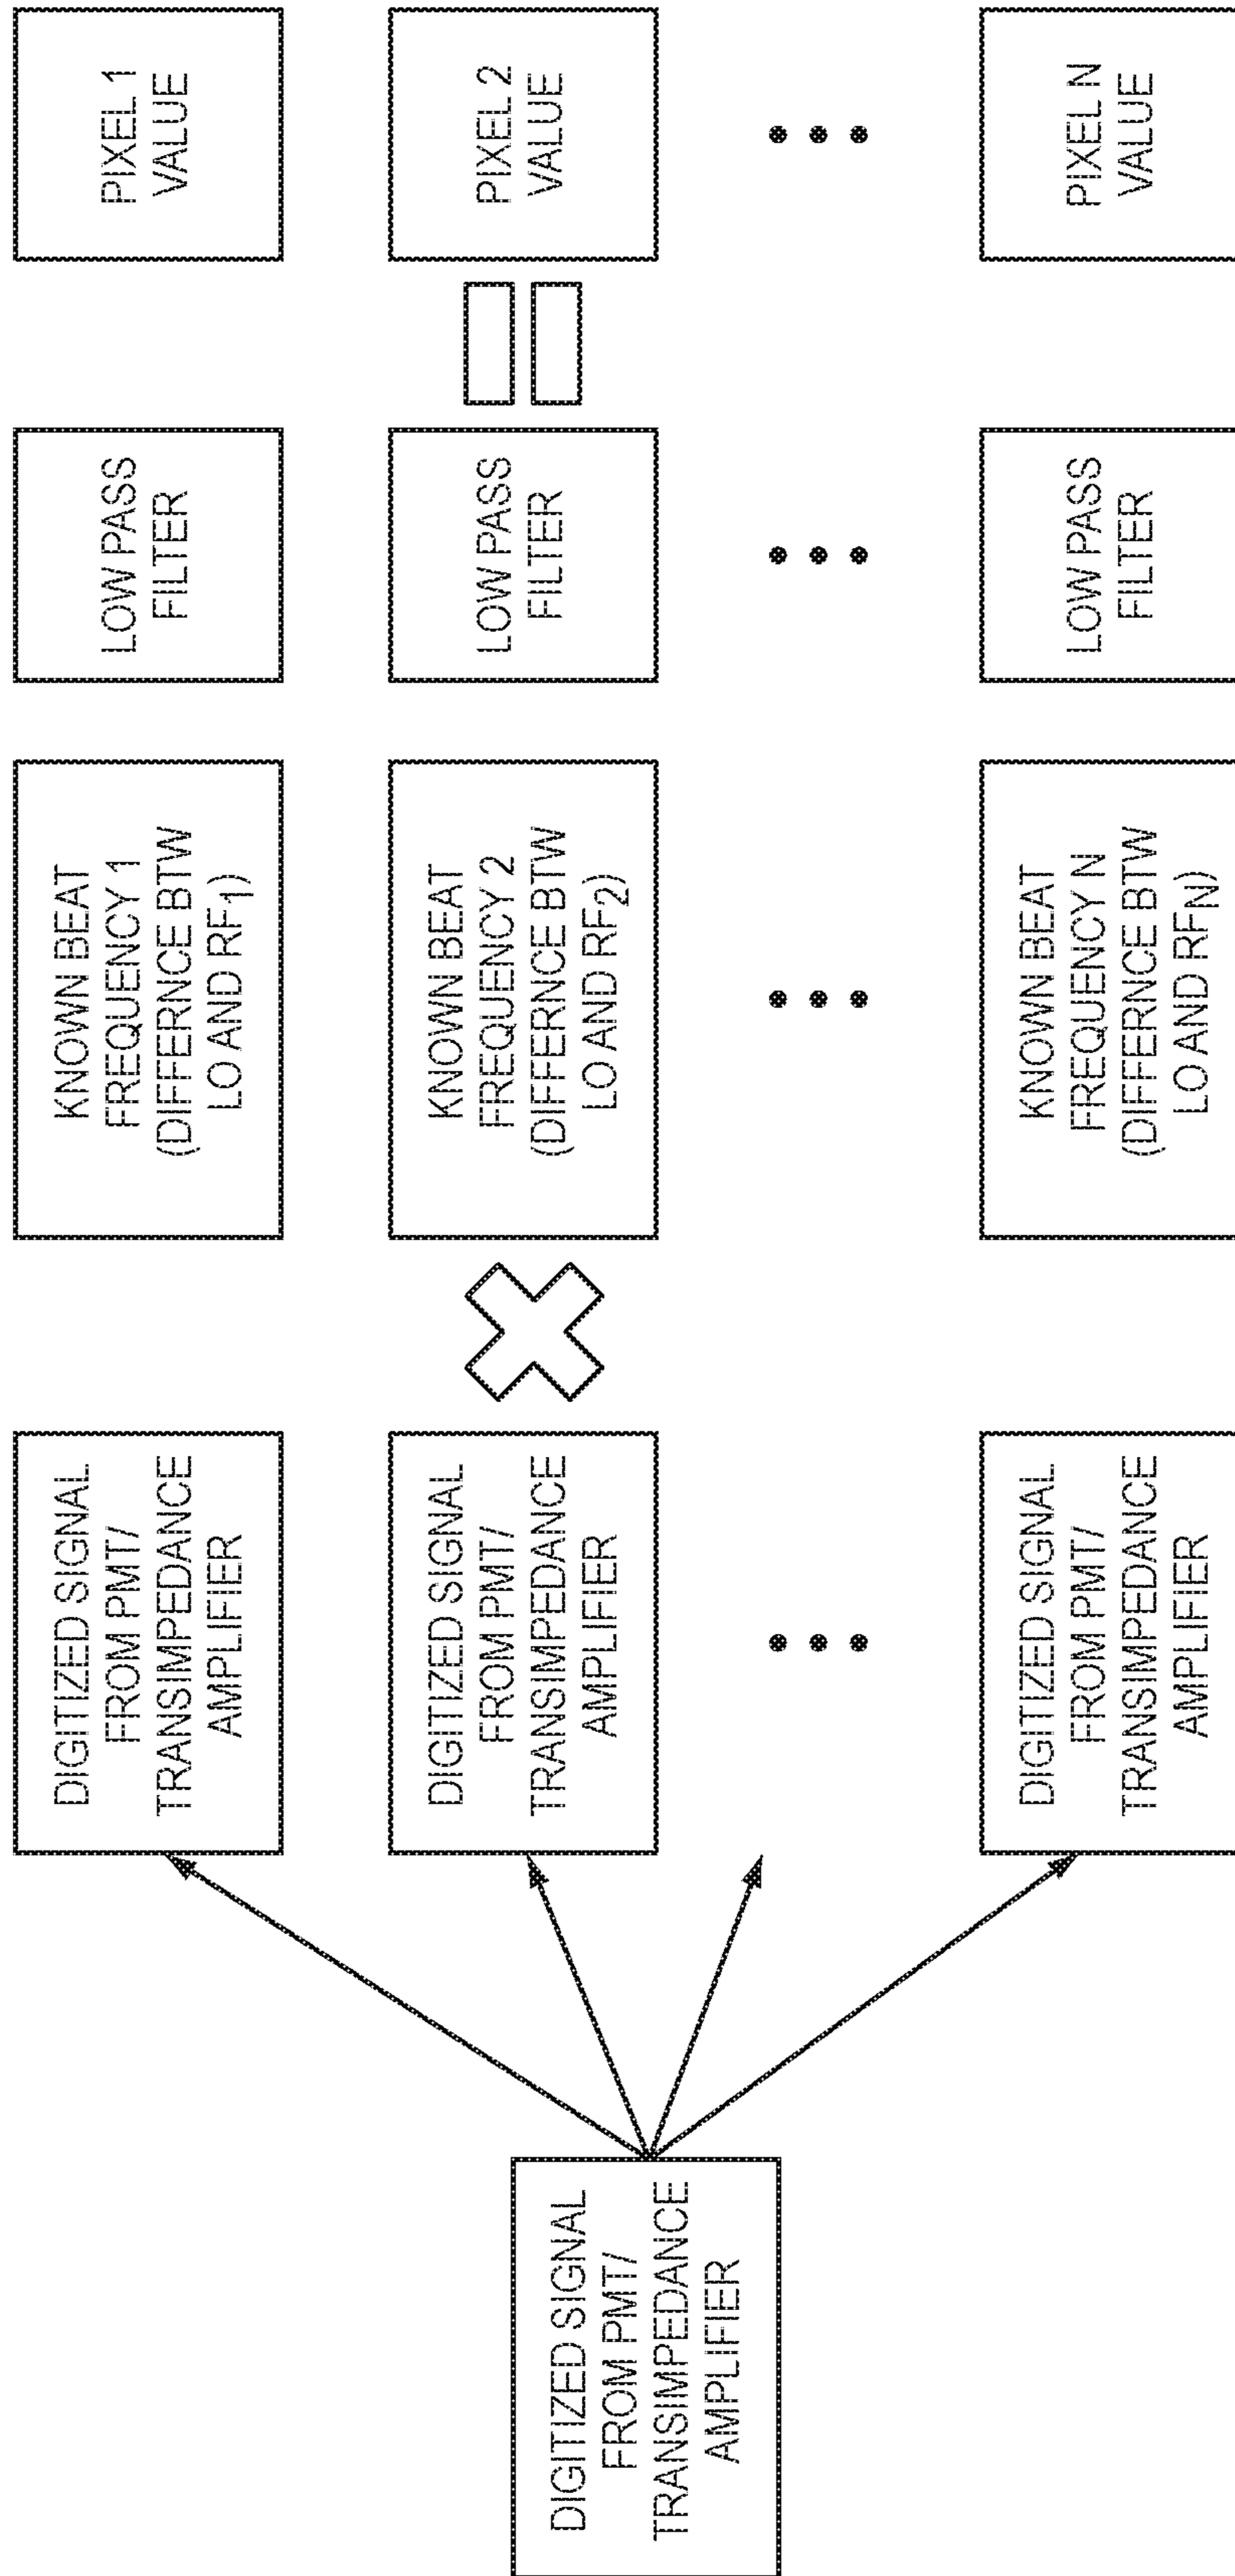 DIGITIZED SIGNAL
FROM PMT/
TRANSIMPEDANCE
AMPLIFIER
DIGITIZED SIGNAL
FROM PMT/
TRANSIMPEDANCE
AMPLIFIER
KNOWN BEAT
FREQUENCY 1
(DIFFERNCE BTW
LO AND RF₁)
LOW PASS
FILTER
PIXEL 1
VALUE
DIGITIZED SIGNAL
FROM PMT/
TRANSIMPEDANCE
AMPLIFIER
KNOWN BEAT
FREQUENCY 2
(DIFFERNCE BTW
LO AND RF₂)
LOW PASS
FILTER
PIXEL 2
VALUE
DIGITIZED SIGNAL
FROM PMT/
TRANSIMPEDANCE
AMPLIFIER
KNOWN BEAT
FREQUENCY N
(DIFFERNCE BTW
LO AND RFN)
LOW PASS
FILTER
PIXEL N
VALUE